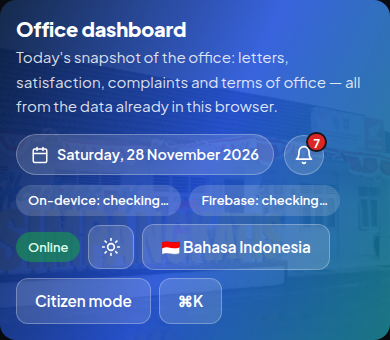 Office dashboard
Today's snapshot of the office: letters,
satisfaction, complaints and terms of office — all
from the data already in this browser.
Saturday, 28 November 2026
7
On-device: checking...
Firebase: checking...
Online
Bahasa Indonesia
Citizen mode
⌘K